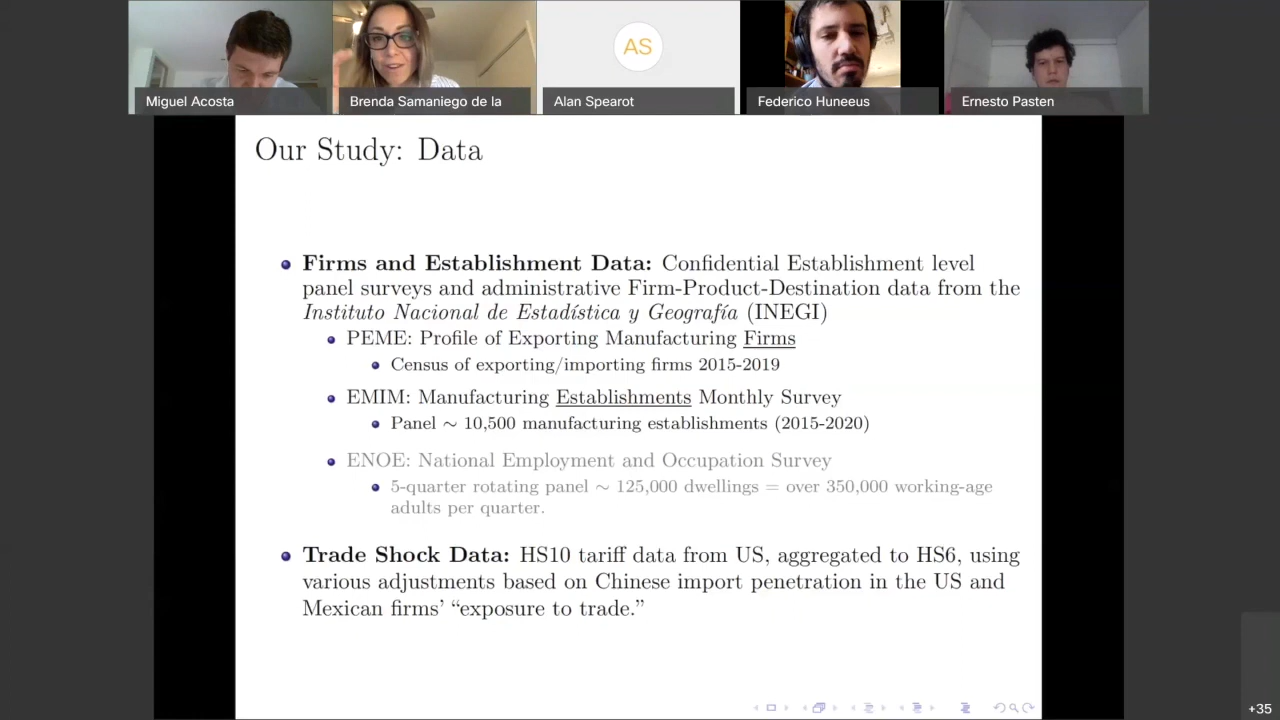 AS
Miguel Acosta
Brenda Samaniego de la
Alan Spearot
Federico Huneeus
Ernesto Pasten
Our Study: Data
Firms and Establishment Data: Confidential Establishment level
panel surveys and administrative Firm-Product-Destination data from the
Instituto Nacional de Estadística y Geografía (INEGI)
PEME: Profile of Exporting Manufacturing Firms
Census of exporting/importing firms 2015-2019
EMIM: Manufacturing Establishments Monthly Survey
Panel ~ 10,500 manufacturing establishments (2015-2020)
ENOE: National Employment and Occupation Survey
5-quarter rotating panel ~ 125,000 dwellings = over 350,000 working-age
adults per quarter.
Trade Shock Data: HS10 tariff data from US, aggregated to HS6, using
various adjustments based on Chinese import penetration in the US and
Mexican firms' “exposure to trade.”
+35